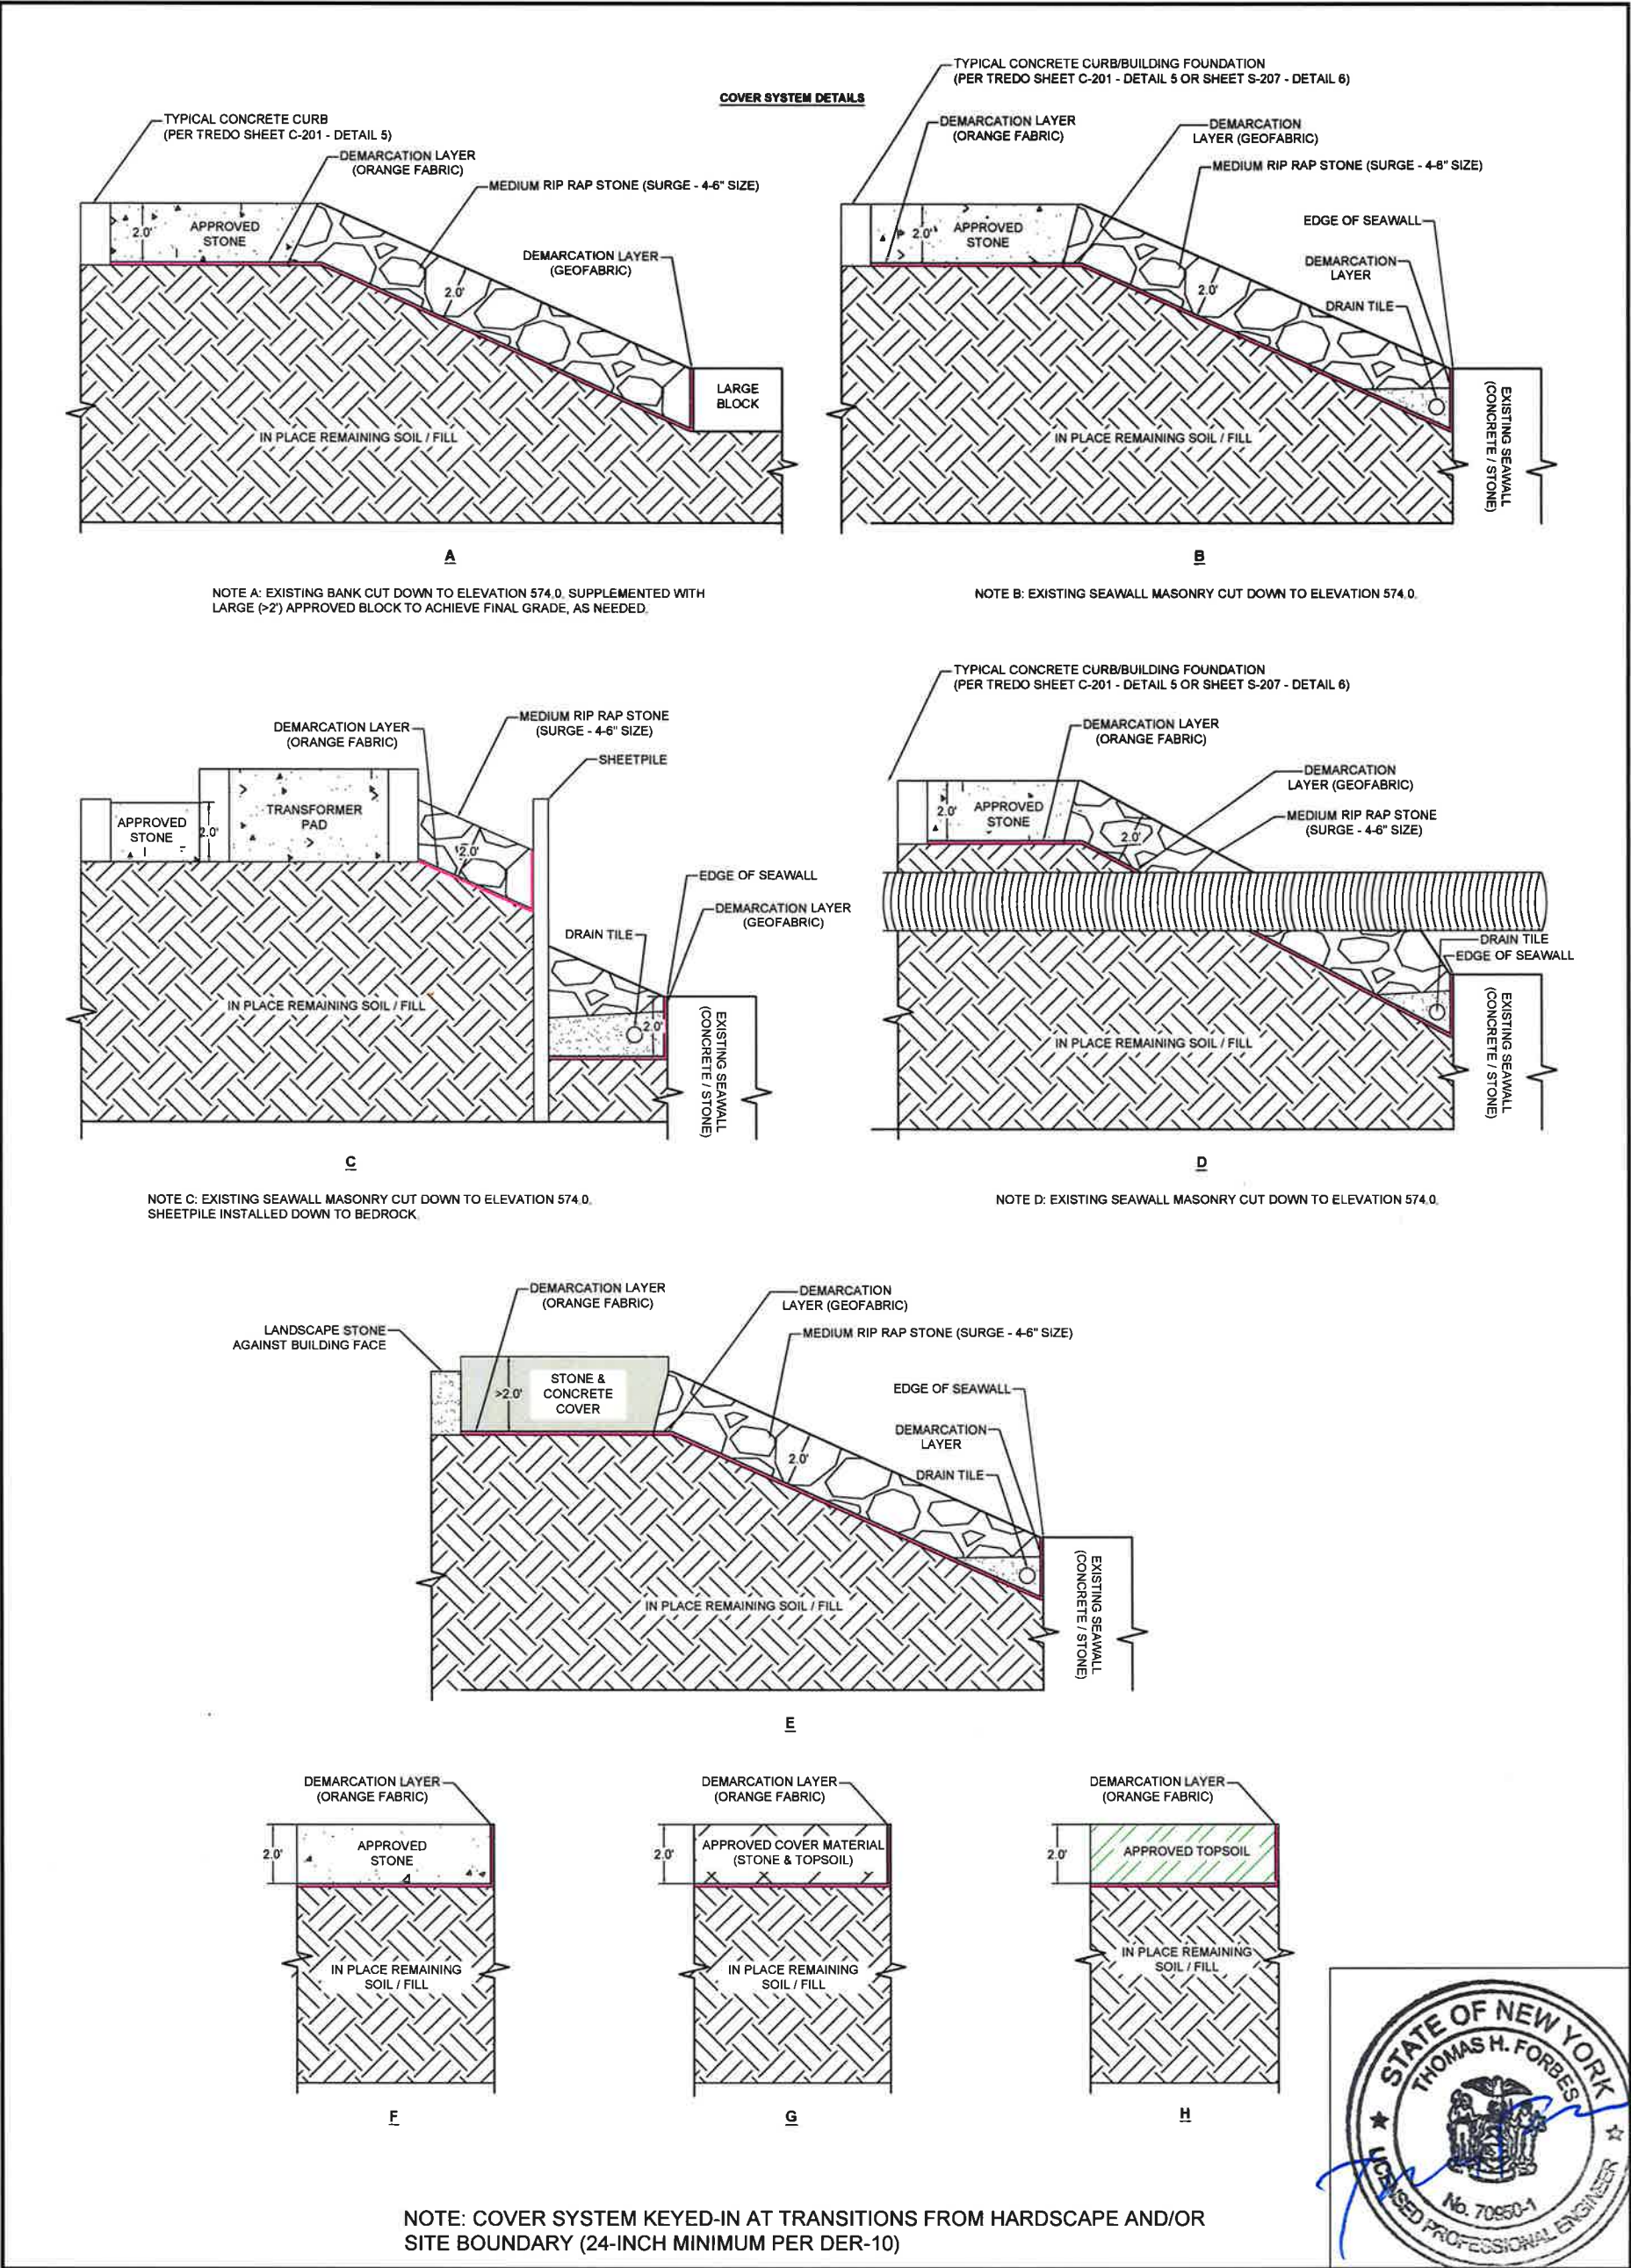 COVER SYSTEM DETAILS
TYPICAL CONCRETE CURB
(PER TREDO SHEET C-201 - DETAIL 5)
DEMARCATION LAYER
(ORANGE FABRIC)
MEDIUM RIP RAP STONE (SURGE - 4-6" SIZE)
2.0'
APPROVED
STONE
DEMARCATION LAYER
(GEOFABRIC)
2.0'
LARGE
BLOCK
IN PLACE REMAINING SOIL / FILL
A
NOTE A: EXISTING BANK CUT DOWN TO ELEVATION 574.0. SUPPLEMENTED WITH
LARGE (>2') APPROVED BLOCK TO ACHIEVE FINAL GRADE, AS NEEDED.
TYPICAL CONCRETE CURB/BUILDING FOUNDATION
(PER TREDO SHEET C-201 - DETAIL 5 OR SHEET S-207 - DETAIL 6)
DEMARCATION LAYER
(ORANGE FABRIC)
DEMARCATION
LAYER (GEOFABRIC)
MEDIUM RIP RAP STONE (SURGE - 4-6" SIZE)
2.0'
APPROVED
STONE
EDGE OF SEAWALL
DEMARCATION
LAYER
2.0'
DRAIN TILE
EXISTING SEAWALL
(CONCRETE / STONE)
IN PLACE REMAINING SOIL / FILL
B
NOTE B: EXISTING SEAWALL MASONRY CUT DOWN TO ELEVATION 574.0.
MEDIUM RIP RAP STONE
(SURGE - 4-6" SIZE)
DEMARCATION LAYER
(ORANGE FABRIC)
SHEETPILE
APPROVED
STONE
2.0'
TRANSFORMER
PAD
2.0'
EDGE OF SEAWALL
DEMARCATION LAYER
(GEOFABRIC)
DRAIN TILE
2.0'
IN PLACE REMAINING SOIL / FILL
EXISTING SEAWALL
(CONCRETE / STONE)
C
NOTE C: EXISTING SEAWALL MASONRY CUT DOWN TO ELEVATION 574.0.
SHEETPILE INSTALLED DOWN TO BEDROCK.
TYPICAL CONCRETE CURB/BUILDING FOUNDATION
(PER TREDO SHEET C-201 - DETAIL 5 OR SHEET S-207 - DETAIL 6)
DEMARCATION LAYER
(ORANGE FABRIC)
DEMARCATION
LAYER (GEOFABRIC)
MEDIUM RIP RAP STONE
(SURGE - 4-6" SIZE)
2.0'
APPROVED
STONE
2.0'
DRAIN TILE
EDGE OF SEAWALL
IN PLACE REMAINING SOIL / FILL
EXISTING SEAWALL
(CONCRETE / STONE)
D
NOTE D: EXISTING SEAWALL MASONRY CUT DOWN TO ELEVATION 574.0.
DEMARCATION LAYER
(ORANGE FABRIC)
DEMARCATION
LAYER (GEOFABRIC)
LANDSCAPE STONE
AGAINST BUILDING FACE
MEDIUM RIP RAP STONE (SURGE - 4-6" SIZE)
>2.0'
STONE &
CONCRETE
COVER
EDGE OF SEAWALL
DEMARCATION
LAYER
2.0'
DRAIN TILE
IN PLACE REMAINING SOIL / FILL
EXISTING SEAWALL
(CONCRETE / STONE)
E
DEMARCATION LAYER
(ORANGE FABRIC)
2.0'
APPROVED
STONE
IN PLACE REMAINING
SOIL / FILL
F
DEMARCATION LAYER
(ORANGE FABRIC)
2.0'
APPROVED COVER MATERIAL
(STONE & TOPSOIL)
IN PLACE REMAINING
SOIL / FILL
G
DEMARCATION LAYER
(ORANGE FABRIC)
2.0'
APPROVED TOPSOIL
IN PLACE REMAINING
SOIL / FILL
H
NOTE: COVER SYSTEM KEYED-IN AT TRANSITIONS FROM HARDSCAPE AND/OR
SITE BOUNDARY (24-INCH MINIMUM PER DER-10)
STATE OF NEW YORK
THOMAS H. FORBES
No. 70950-1
LICENSED PROFESSIONAL ENGINEER